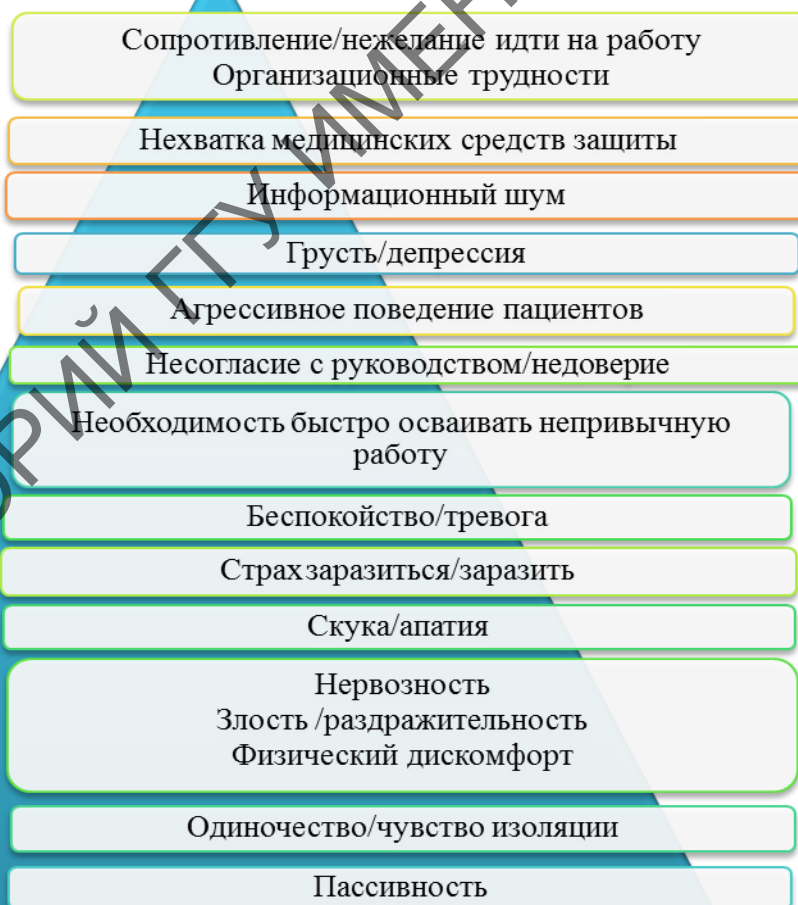 Сопротивление/нежелание идти на работу
Организационные трудности
Нехватка медицинских средств защиты
Информационный шум
Грусть/депрессия
Агрессивное поведение пациентов
Несогласие с руководством/недоверие
Необходимость быстро осваивать непривычную
работу
Беспокойство/тревога
Страх заразиться/заразить
Скука/апатия
Нервозность
Злость /раздражительность
Физический дискомфорт
Одиночество/чувство изоляции
Пассивность
ГГУ